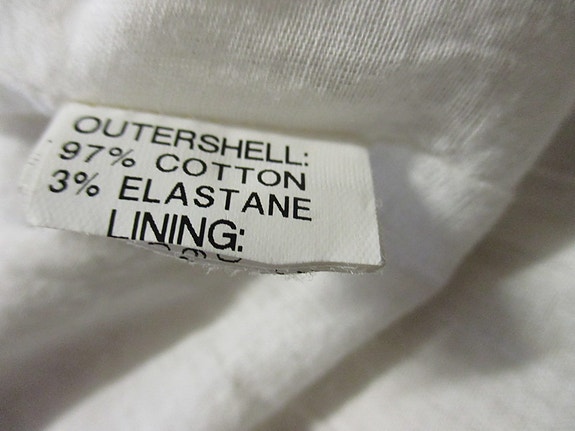 OUTERSHELL:
97% COTTON
3% ELASTANE
LINING: